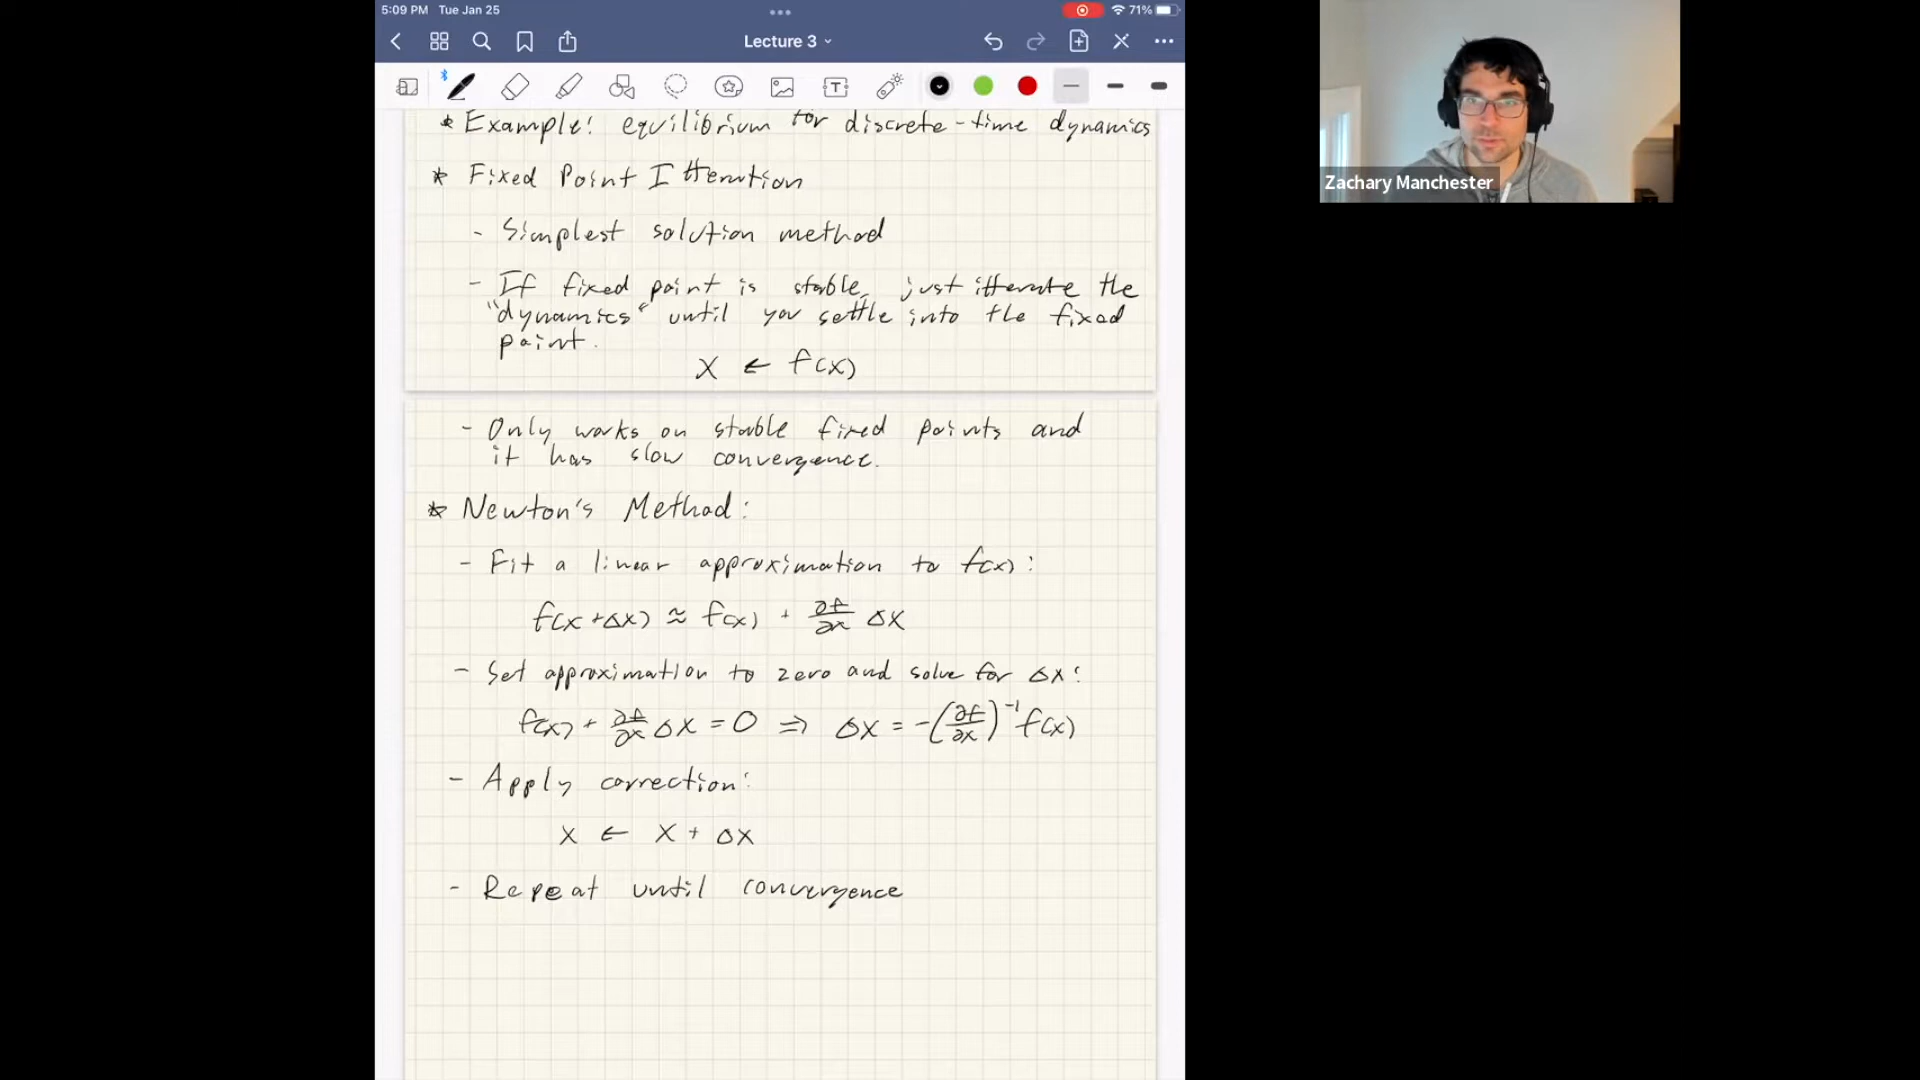 5:09 PM Tue Jan 25
71%
Lecture 3
* Example: equilibrium for discrete-time dynamics
* Fixed Point Itteration
- Simplest solution method
- If fixed point is stable, just itterate the
"dynamics" until you settle into the fixed
point.
x ← f(x)
- Only works on stable fixed points and
it has slow convergence.
* Newton's Method:
- Fit a linear approximation to f(x):
f(x+Δx) ≈ f(x) + ∂f/∂x Δx
- Set approximation to zero and solve for Δx:
f(x) + ∂f/∂x Δx = 0 ⇒ Δx = -(∂f/∂x)⁻¹ f(x)
- Apply correction:
x ← x + Δx
- Repeat until convergence
Zachary Manchester